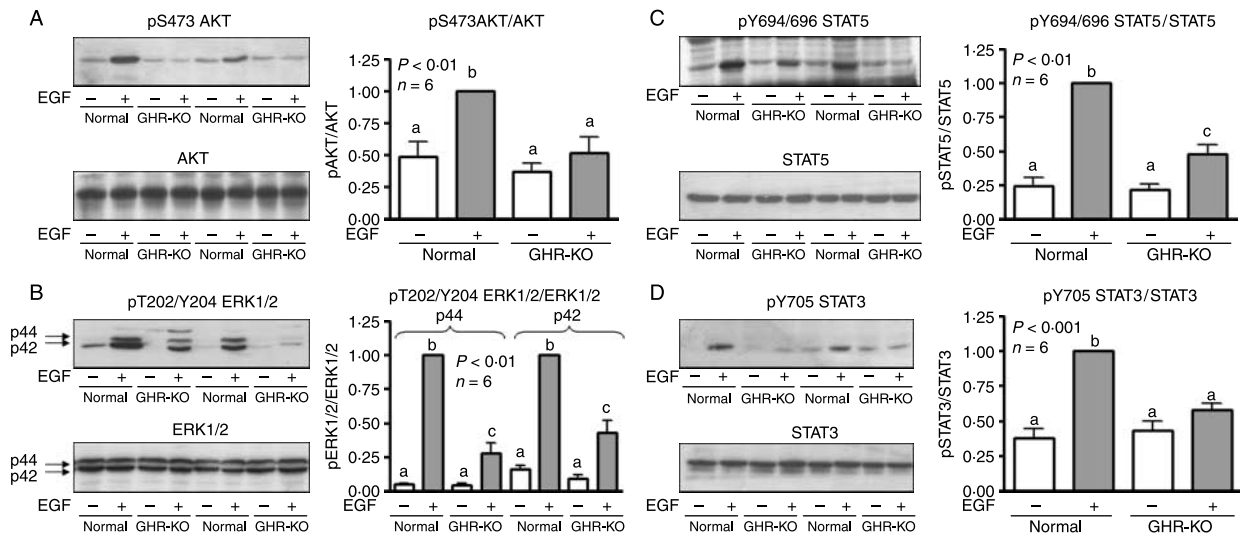 A
pS473 AKT
EGF – + – + – + – +
Normal GHR-KO Normal GHR-KO
AKT
EGF – + – + – + – +
Normal GHR-KO Normal GHR-KO
pS473AKT/AKT
pAKT/AKT
1·25
1·00
0·75
0·50
0·25
0·00
P < 0·01
n = 6
a b a a
EGF – + – +
Normal GHR-KO
B
pT202/Y204 ERK1/2
p44
p42
EGF – + – + – + – +
Normal GHR-KO Normal GHR-KO
ERK1/2
p44
p42
EGF – + – + – + – +
Normal GHR-KO Normal GHR-KO
pT202/Y204 ERK1/2/ERK1/2
p44 p42
pERK1/2/ERK1/2
1·25
1·00
0·75
0·50
0·25
0·00
P < 0·01
n = 6
a b a c a b a c
EGF – + – + – + – +
Normal GHR-KO Normal GHR-KO
C
pY694/696 STAT5
EGF – + – + – + – +
Normal GHR-KO Normal GHR-KO
STAT5
EGF – + – + – + – +
Normal GHR-KO Normal GHR-KO
pY694/696 STAT5/STAT5
pSTAT5/STAT5
1·25
1·00
0·75
0·50
0·25
0·00
P < 0·01
n = 6
a b a c
EGF – + – +
Normal GHR-KO
D
pY705 STAT3
EGF – + – + – + – +
Normal GHR-KO Normal GHR-KO
STAT3
EGF – + – + – + – +
Normal GHR-KO Normal GHR-KO
pY705 STAT3/STAT3
pSTAT3/STAT3
1·25
1·00
0·75
0·50
0·25
0·00
P < 0·001
n = 6
a b a a
EGF – + – +
Normal GHR-KO